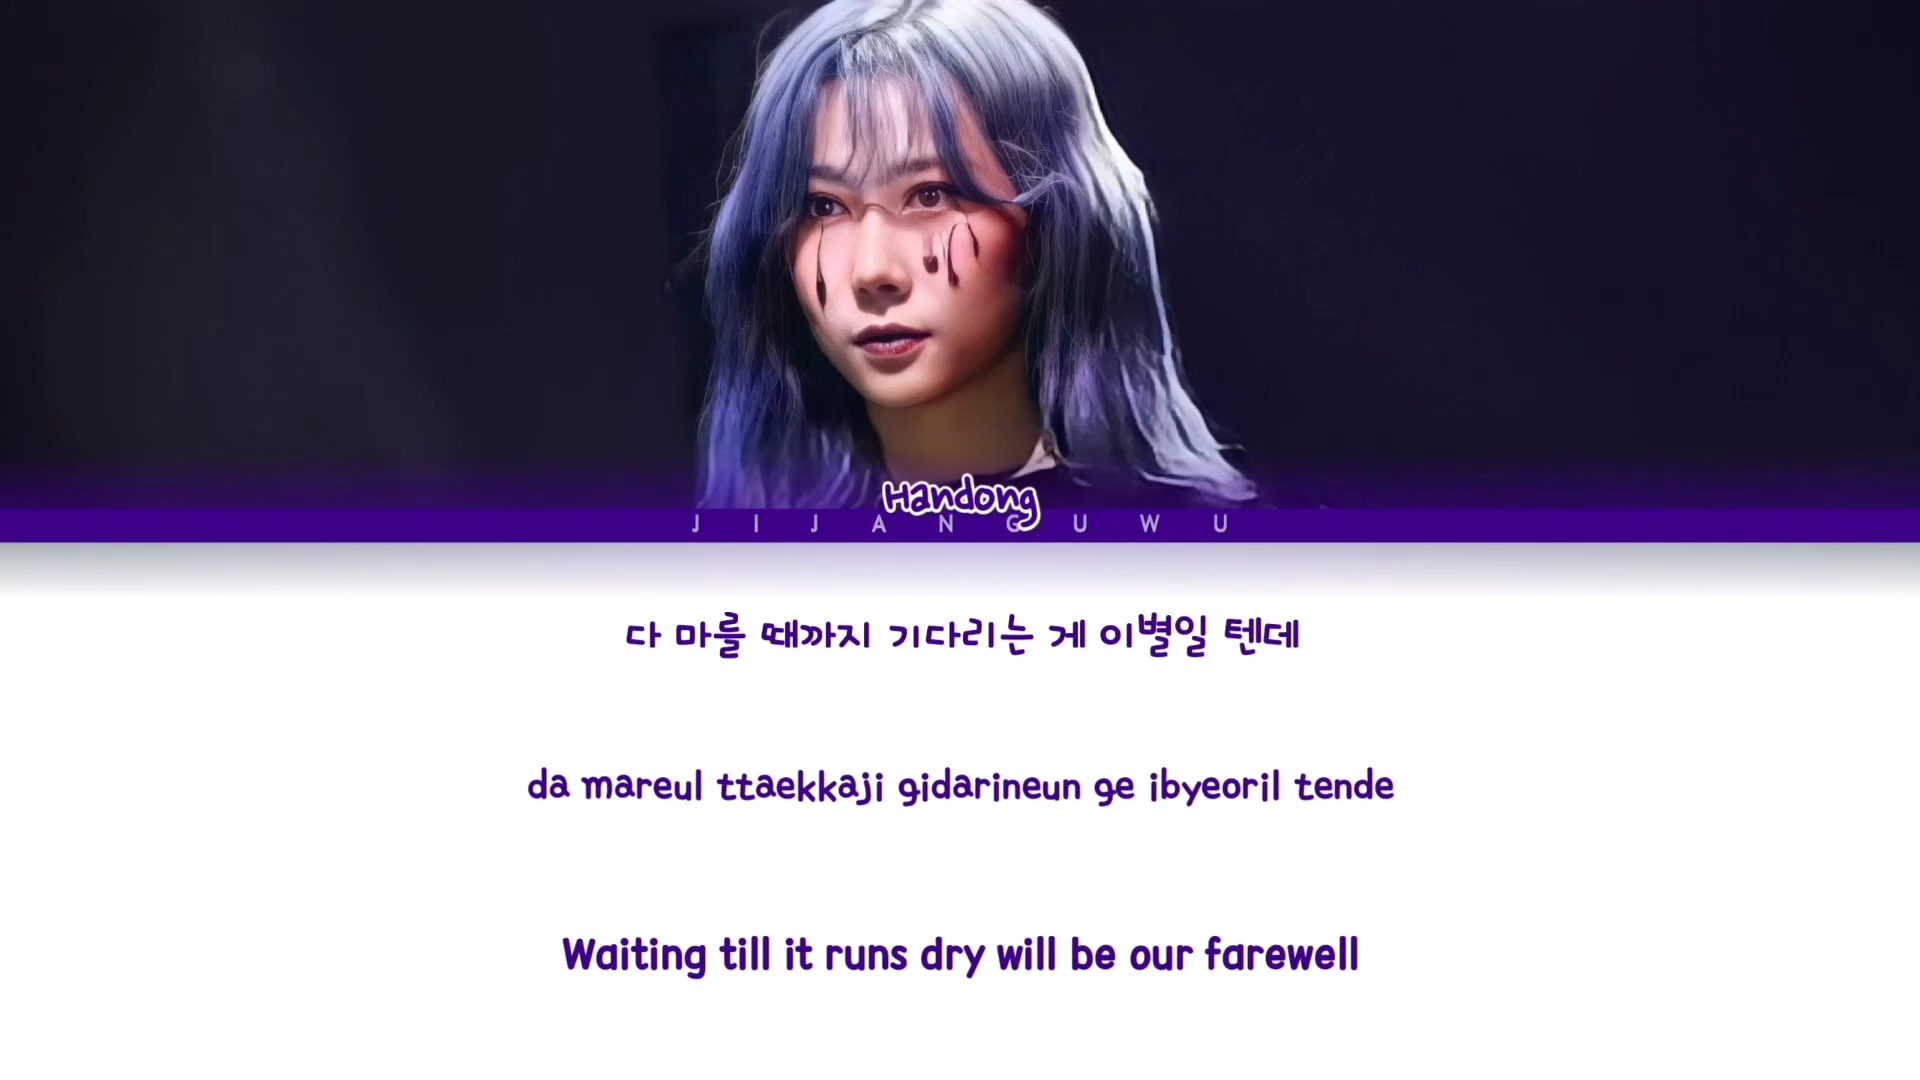 Handong
JIJANGUWU
다 마를 때까지 기다리는 게 이별일 텐데
da mareul ttaekkaji gidarineun ge ibyeoril tende
Waiting till it runs dry will be our farewell